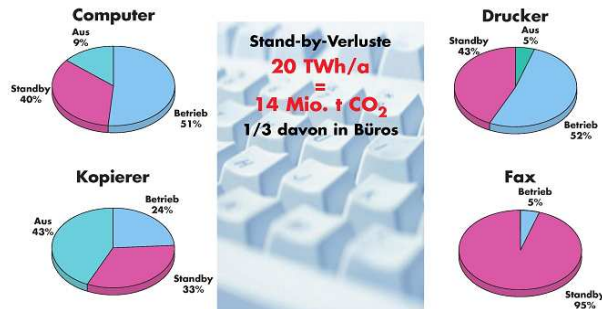 Computer
Aus
9%
Standby
40%
Betrieb
51%
Stand-by-Verluste
20 TWh/a
=
14 Mio. t CO2
1/3 davon in Büros
Drucker
Aus
5%
Standby
43%
Betrieb
52%
Kopierer
Betrieb
24%
Aus
43%
Standby
33%
Fax
Betrieb
5%
Standby
95%